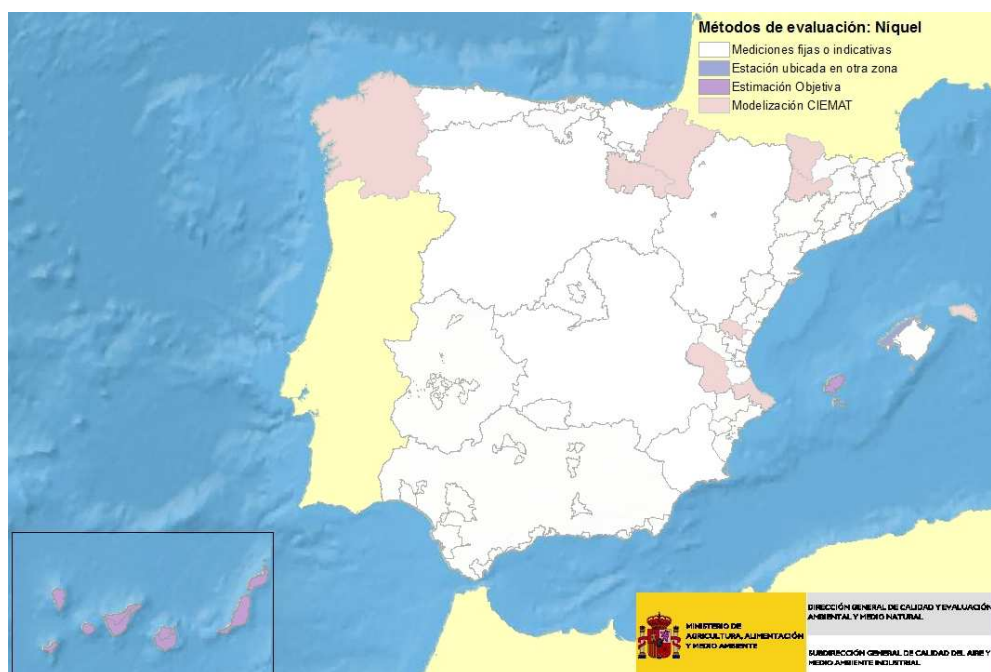 Métodos de evaluación: Níquel
Mediciones fijas o indicativas
Estación ubicada en otra zona
Estimación Objetiva
Modelización CIEMAT
MINISTERIO DE
AGRICULTURA, ALIMENTACIÓN
Y MEDIO AMBIENTE
DIRECCIÓN GENERAL DE CALIDAD Y EVALUACIÓN
AMBIENTAL Y MEDIO NATURAL
SUBDIRECCIÓN GENERAL DE CALIDAD DEL AIRE Y
MEDIO AMBIENTE INDUSTRIAL